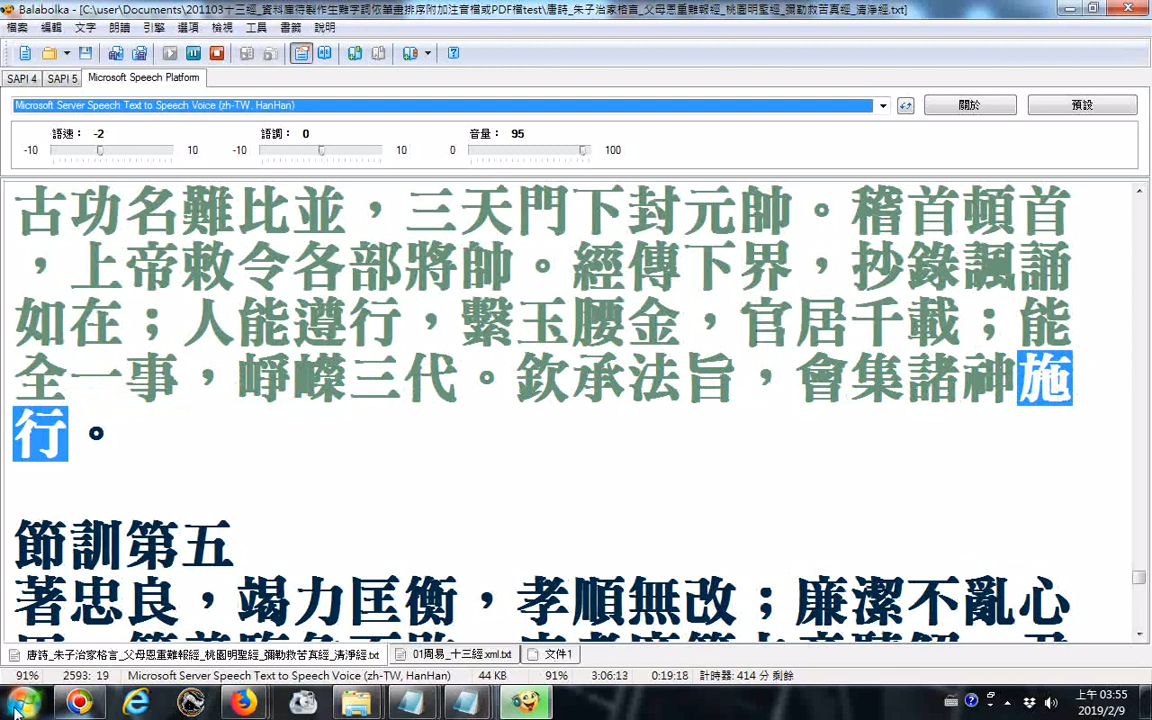 Balabolka - [C:\user\Documents\201103十三經_資料庫待製作生難字詞依筆畫排序附加注音檔或PDF檔test\唐詩_朱子治家格言_父母恩重難報經_桃園明聖經_彌勒救苦真經_清淨經.txt]
檔案 編輯 文字 朗讀 引擎 選項 檢視 工具 書籤 說明
SAPI 4 SAPI 5 Microsoft Speech Platform
Microsoft Server Speech Text to Speech Voice (zh-TW, HanHan) 關於 預設
語速： -2 語調： 0 音量： 95
-10 10 -10 10 0 100
古功名難比並，三天門下封元帥。稽首頓首
，上帝敕令各部將帥。經傳下界，抄錄諷誦
如在；人能遵行，繫玉腰金，官居千載；能
全一事，崢嶸三代。欽承法旨，會集諸神施
行。
節訓第五
著忠良，竭力匡衡，孝順無改；廉潔不亂心
唐詩_朱子治家格言_父母恩重難報經_桃園明聖經_彌勒救苦真經_清淨經.txt 01周易_十三經.xml.txt 文件1
91% 2593: 19 Microsoft Server Speech Text to Speech Voice (zh-TW, HanHan) 44 KB 91% 3:06:13 0:19:18 計時器: 414 分 剩餘
上午 03:55
2019/2/9